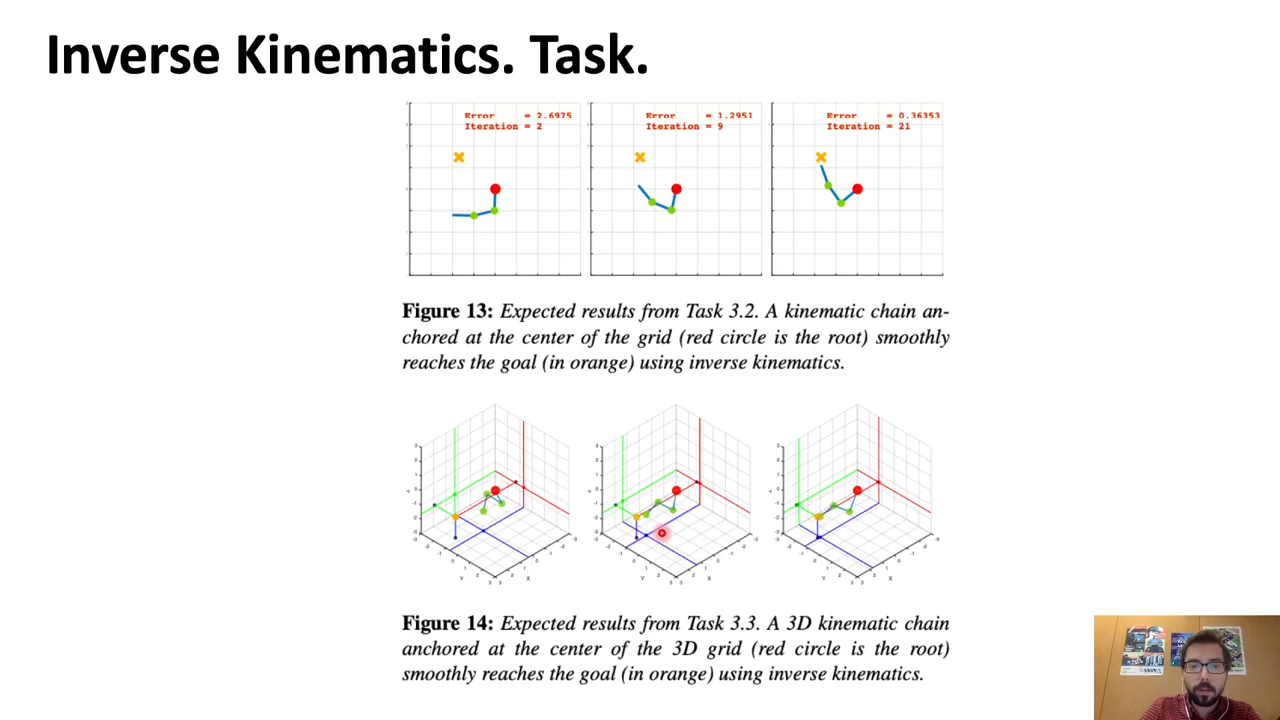 Inverse Kinematics. Task.
Error = 2.6975
Iteration = 2
Error = 1.2951
Iteration = 9
Error = 0.36353
Iteration = 21
Figure 13: Expected results from Task 3.2. A kinematic chain an-
chored at the center of the grid (red circle is the root) smoothly
reaches the goal (in orange) using inverse kinematics.
Y X
Y X
Y X
Figure 14: Expected results from Task 3.3. A 3D kinematic chain
anchored at the center of the 3D grid (red circle is the root)
smoothly reaches the goal (in orange) using inverse kinematics.